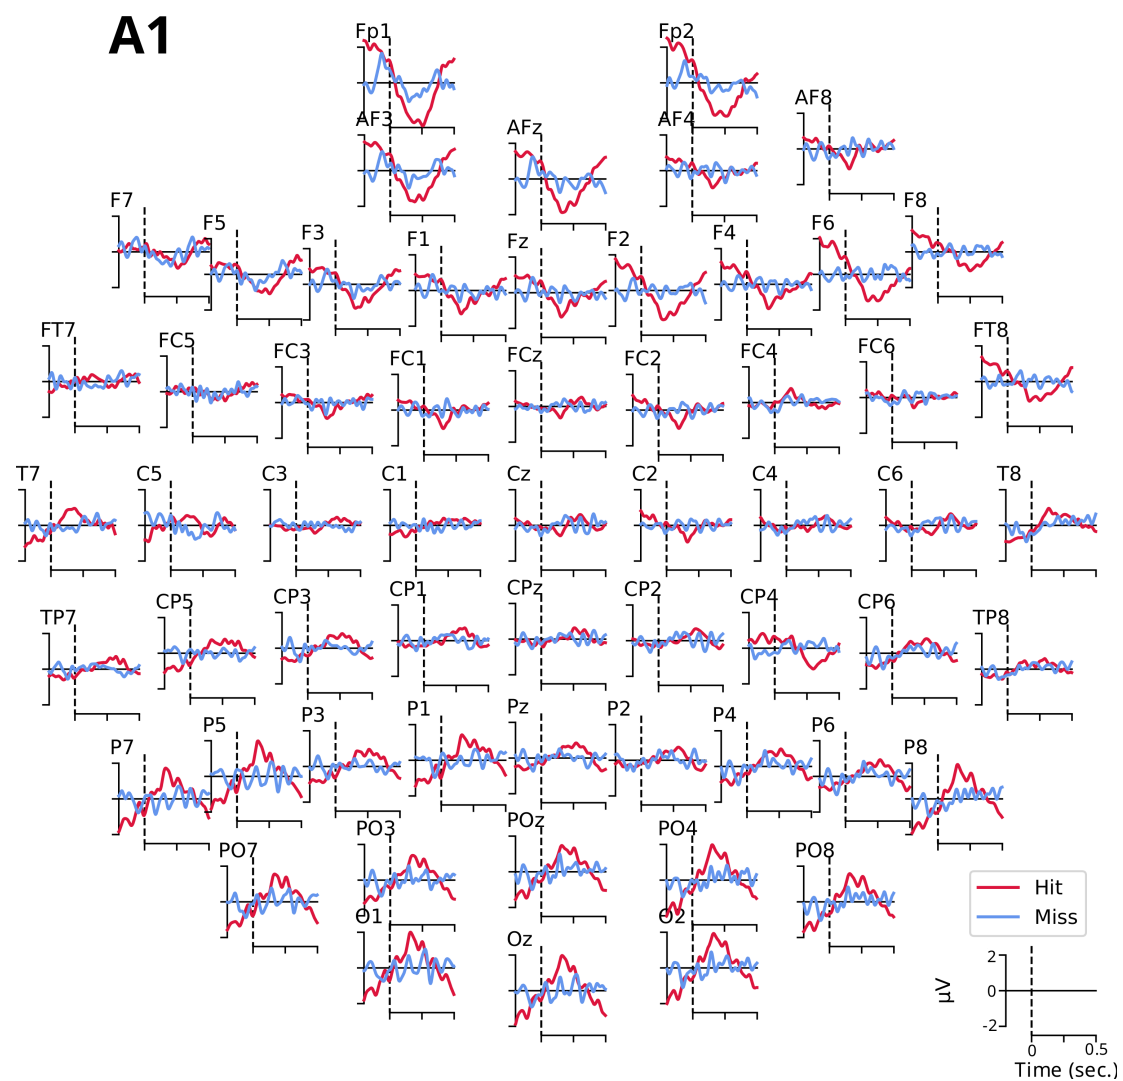 A1
Fp1 Fp2
AF8
AF3 AFz AF4
F7 F8
F5 F3 F1 Fz F2 F4 F6
FT7 FT8
FC5 FC3 FC1 FCz FC2 FC4 FC6
T7 C5 C3 C1 Cz C2 C4 C6 T8
TP7 CP5 CP3 CP1 CPz CP2 CP4 CP6 TP8
P7 P5 P3 P1 Pz P2 P4 P6 P8
PO7 PO3 POz PO4 PO8
O1 Oz O2
Hit
Miss
2
0
-2
μV
0 0.5
Time (sec.)